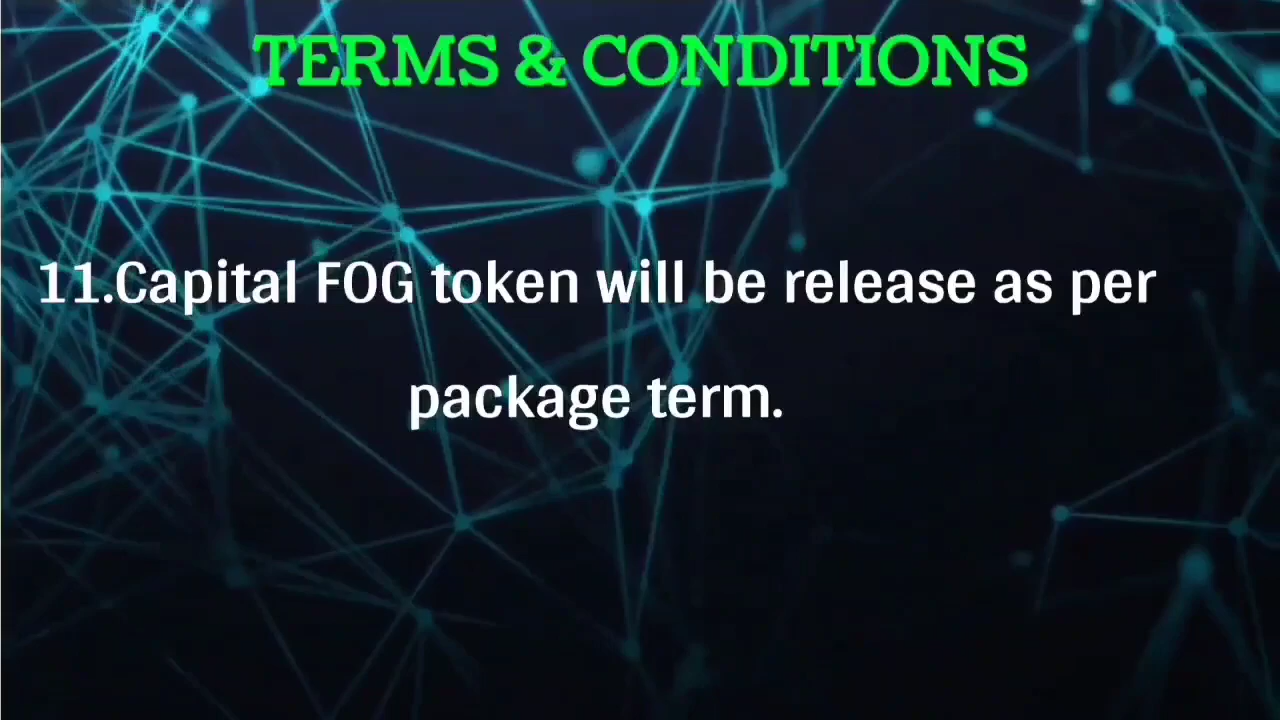 TERMS & CONDITIONS
11.Capital FOG token will be release as per
package term.